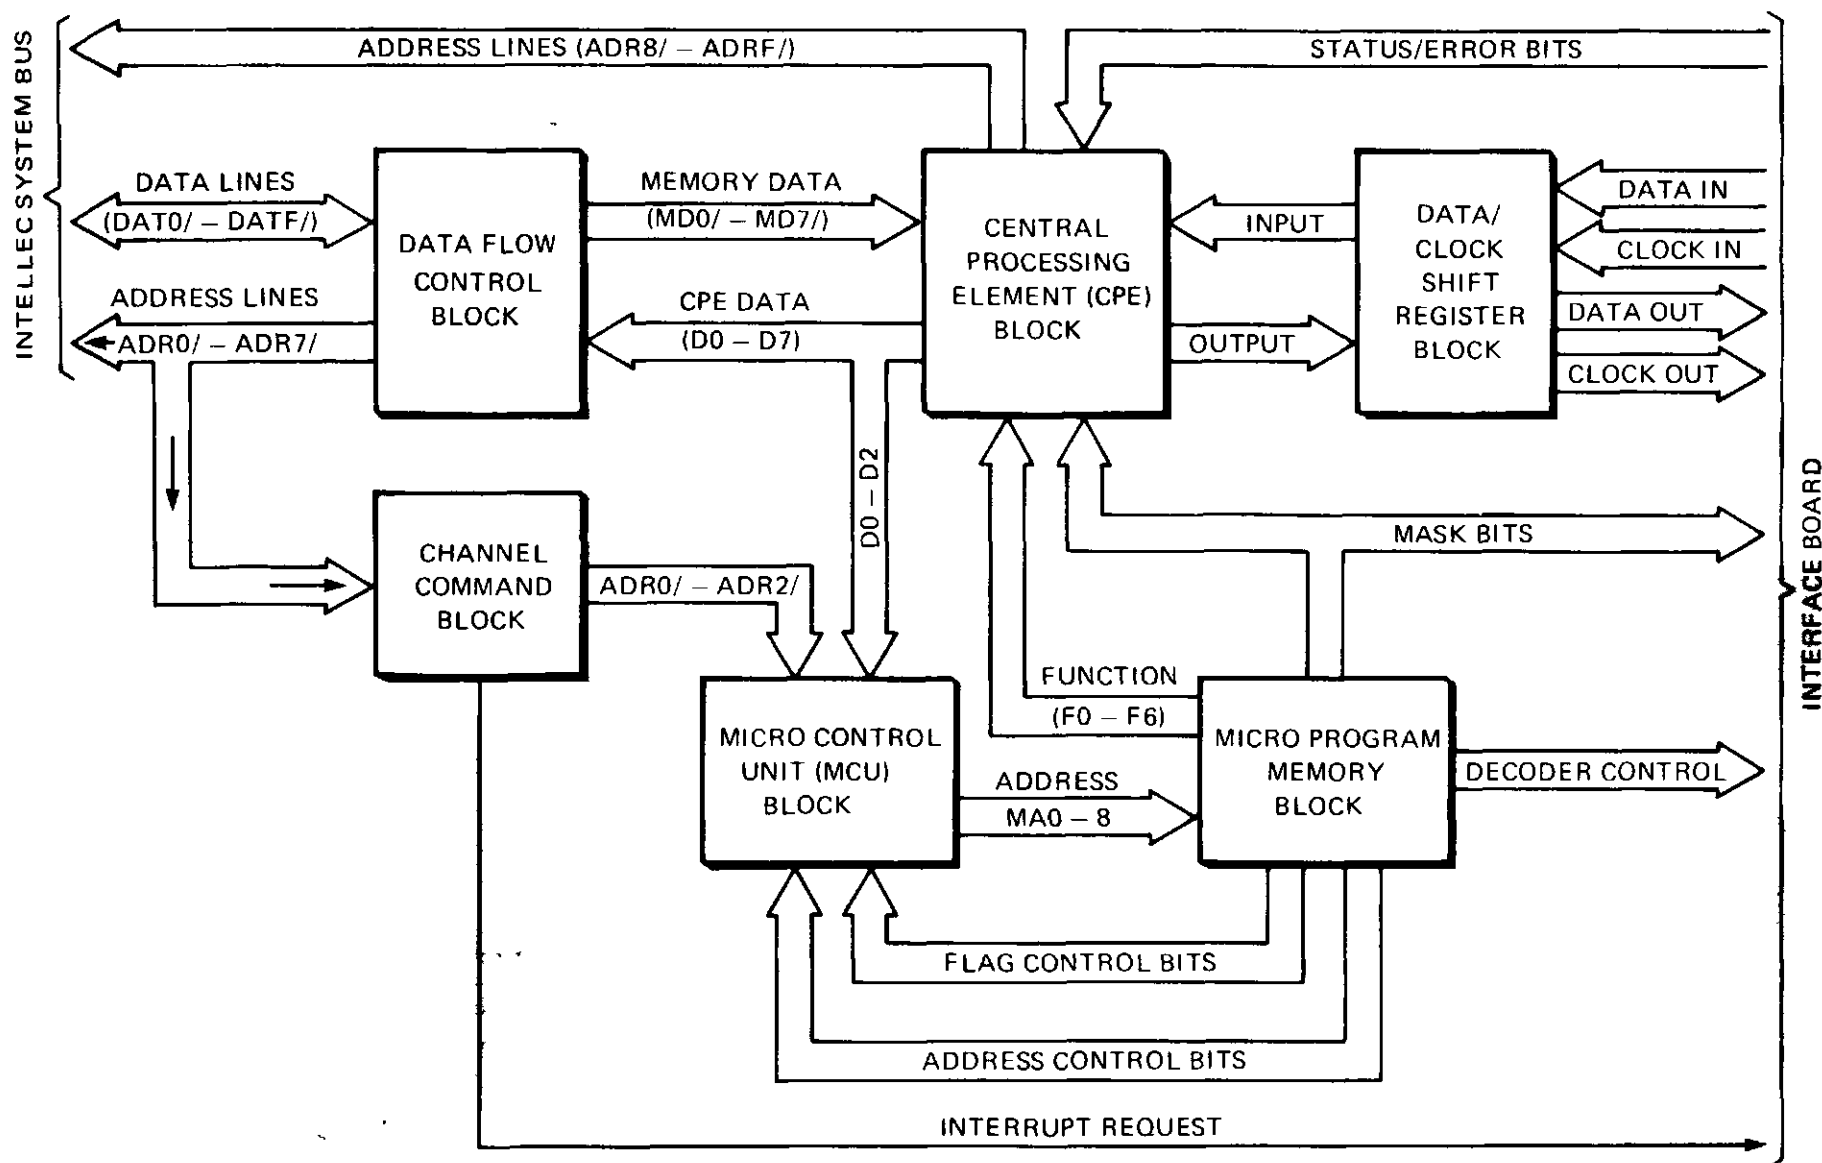 INTELLEC SYSTEM BUS
ADDRESS LINES (ADR8/ – ADRF/)
STATUS/ERROR BITS
DATA LINES
(DAT0/ – DATF/)
ADDRESS LINES
ADR0/ – ADR7/
DATA FLOW
CONTROL
BLOCK
MEMORY DATA
(MD0/ – MD7/)
CPE DATA
(D0 – D7)
D0 – D2
CENTRAL
PROCESSING
ELEMENT (CPE)
BLOCK
INPUT
OUTPUT
DATA/
CLOCK
SHIFT
REGISTER
BLOCK
DATA IN
CLOCK IN
DATA OUT
CLOCK OUT
MASK BITS
INTERFACE BOARD
CHANNEL
COMMAND
BLOCK
ADR0/ – ADR2/
MICRO CONTROL
UNIT (MCU)
BLOCK
FUNCTION
(F0 – F6)
ADDRESS
MA0 – 8
MICRO PROGRAM
MEMORY
BLOCK
DECODER CONTROL
FLAG CONTROL BITS
ADDRESS CONTROL BITS
INTERRUPT REQUEST